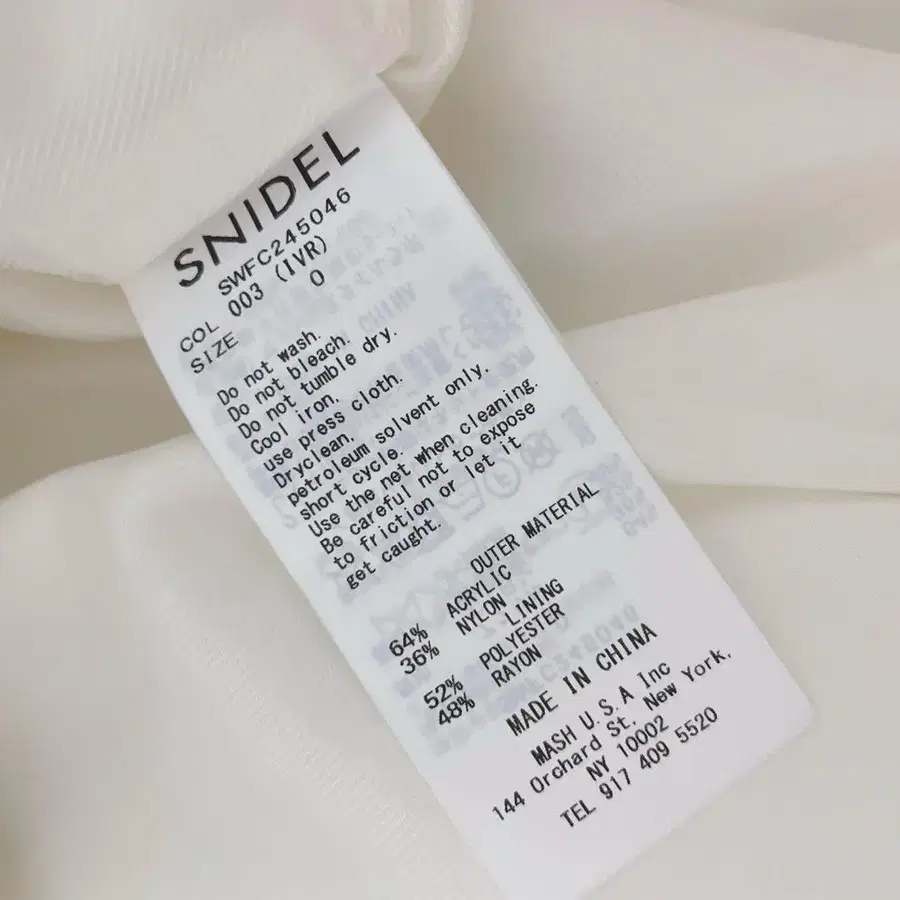 SNIDEL
SWFC245046
COL 003 (IVR)
SIZE 0
Do not wash.
Do not bleach.
Do not tumble dry.
Cool iron.
use press cloth.
Dryclean,
petroleum solvent only.
short cycle.
Use the net when cleaning.
Be careful not to expose
to friction or let it
get caught.
OUTER MATERIAL
64% ACRYLIC
36% NYLON
LINING
52% POLYESTER
48% RAYON
MADE IN CHINA
MASH U.S.A Inc
144 Orchard St, New York,
NY 10002
TEL 917 409 5520